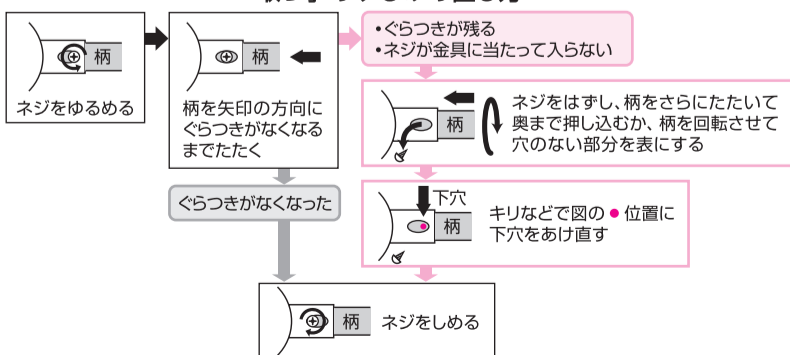 柄
ネジをゆるめる
柄
柄を矢印の方向に
ぐらつきがなくなる
までたたく
・ぐらつきが残る
・ネジが金具に当たって入らない
柄
ネジをはずし、柄をさらにたたいて
奥まで押し込むか、柄を回転させて
穴のない部分を表にする
ぐらつきがなくなった
下穴
柄
キリなどで図の●位置に
下穴をあけ直す
柄
ネジをしめる